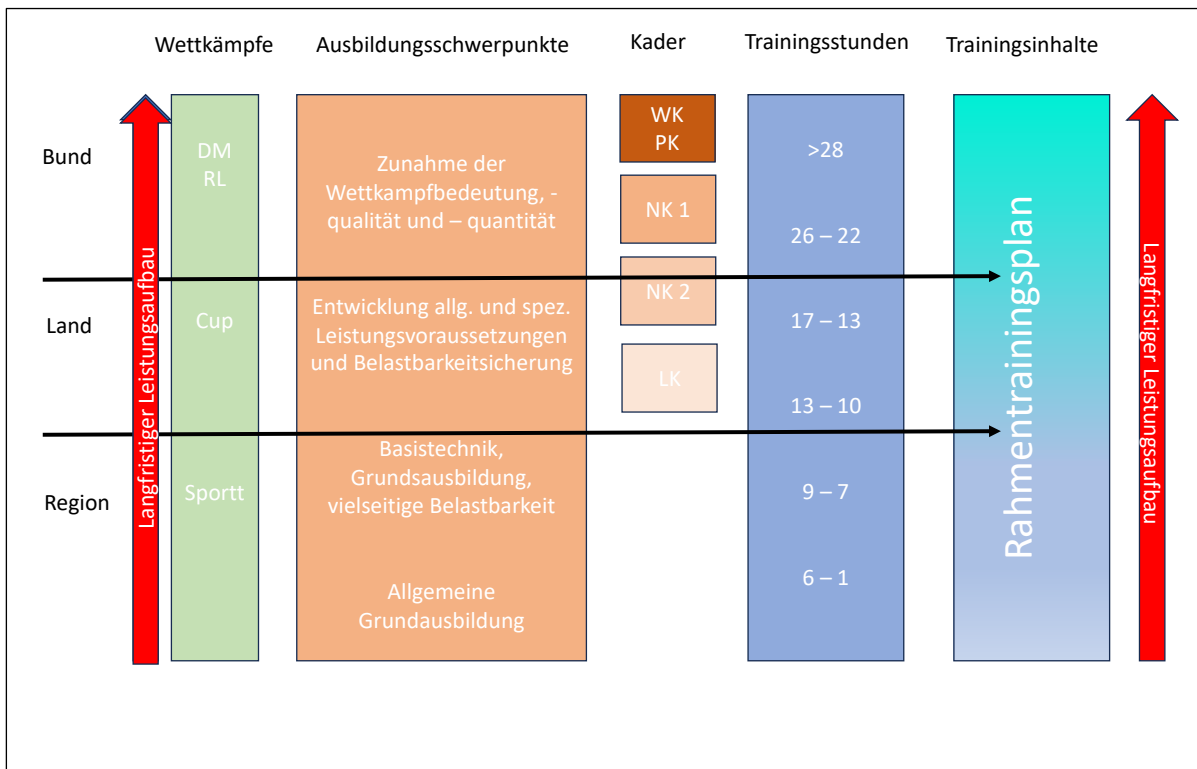 Wettkämpfe
Ausbildungsschwerpunkte
Kader
Trainingsstunden
Trainingsinhalte
Bund
Land
Region
Langfristiger Leistungsaufbau
DM
RL
Cup
Sportt
Zunahme der
Wettkampfbedeutung, -
qualität und – quantität
Entwicklung allg. und spez.
Leistungsvoraussetzungen
und Belastbarkeitsicherung
Basistechnik,
Grundsausbildung,
vielseitige Belastbarkeit
Allgemeine
Grundausbildung
WK
PK
NK 1
NK 2
LK
>28
26 – 22
17 – 13
13 – 10
9 – 7
6 – 1
Rahmentrainingsplan
Langfristiger Leistungsaufbau